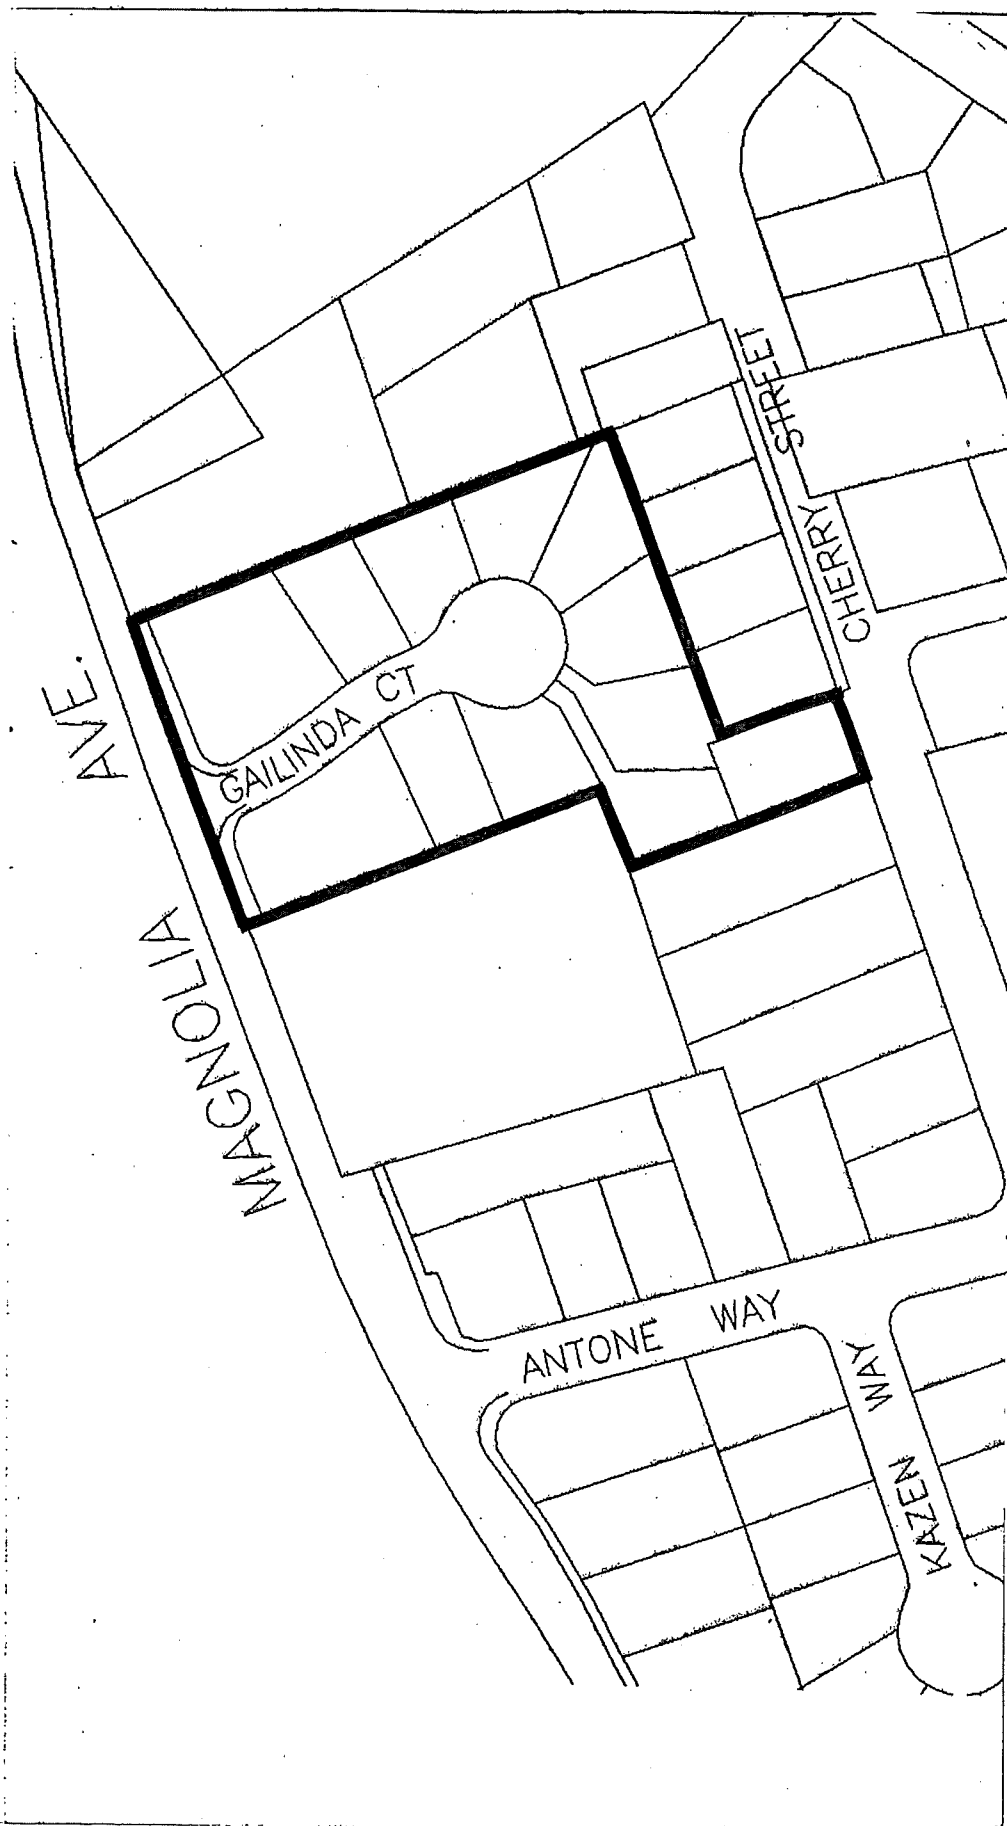 MAGNOLIA AVE.
GAILINDA CT
CHERRY STREET
ANTONE WAY
KAZEN WAY